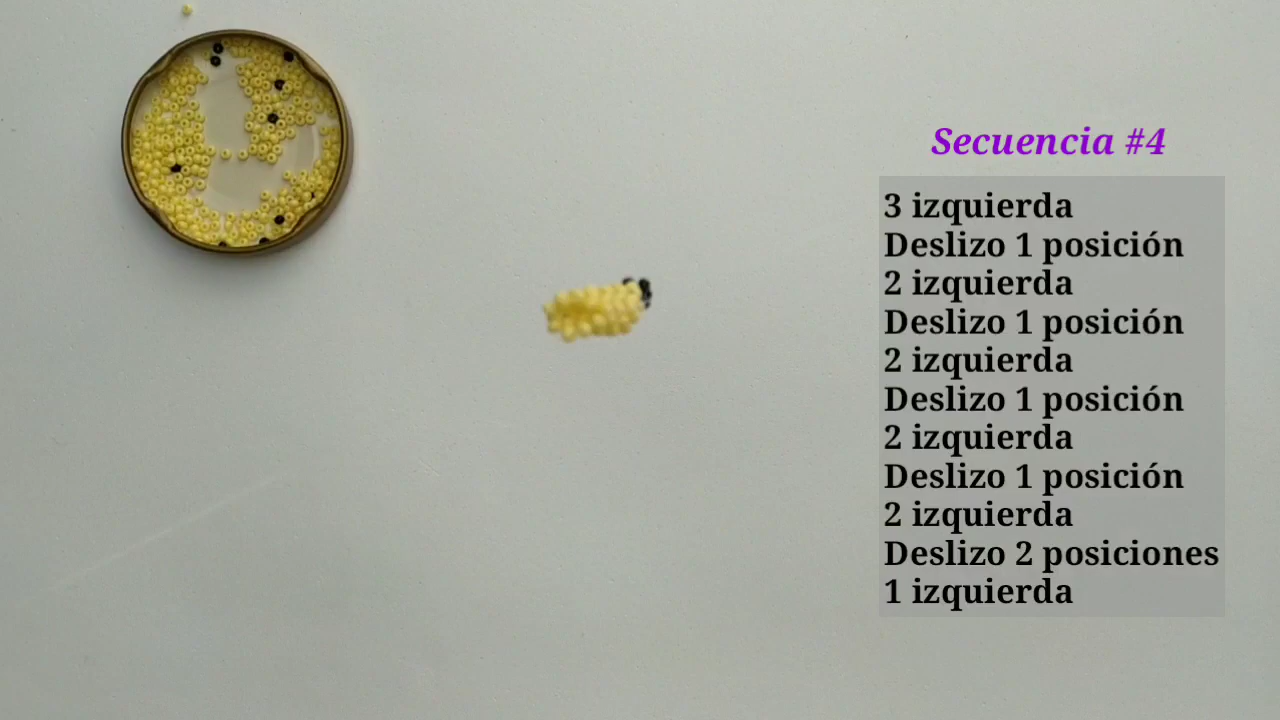 Secuencia #4
3 izquierda
Deslizo 1 posición
2 izquierda
Deslizo 1 posición
2 izquierda
Deslizo 1 posición
2 izquierda
Deslizo 1 posición
2 izquierda
Deslizo 2 posiciones
1 izquierda